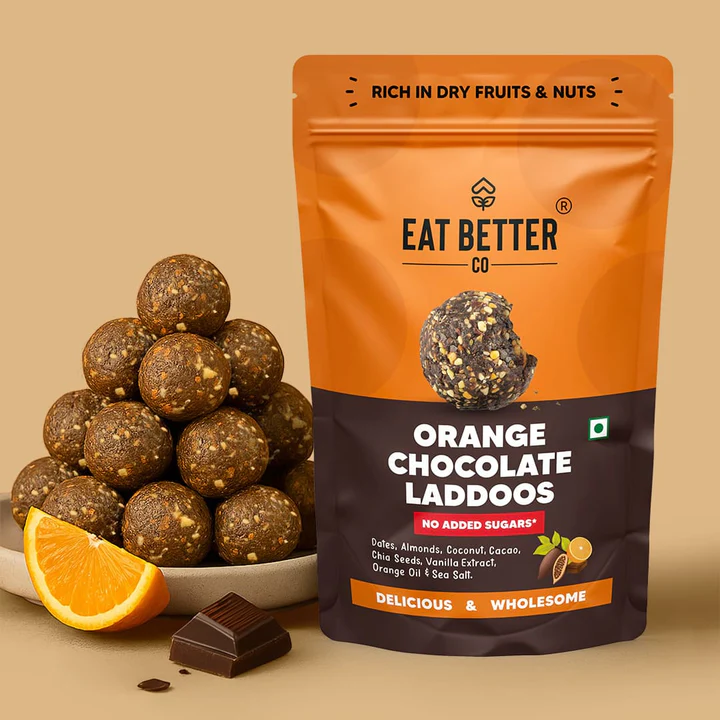 RICH IN DRY FRUITS & NUTS
EAT BETTER®
CO
ORANGE
CHOCOLATE
LADDOOS
NO ADDED SUGARS*
Dates, Almonds, Coconut, Cacao,
Chia Seeds, Vanilla Extract,
Orange Oil & Sea Salt.
DELICIOUS & WHOLESOME